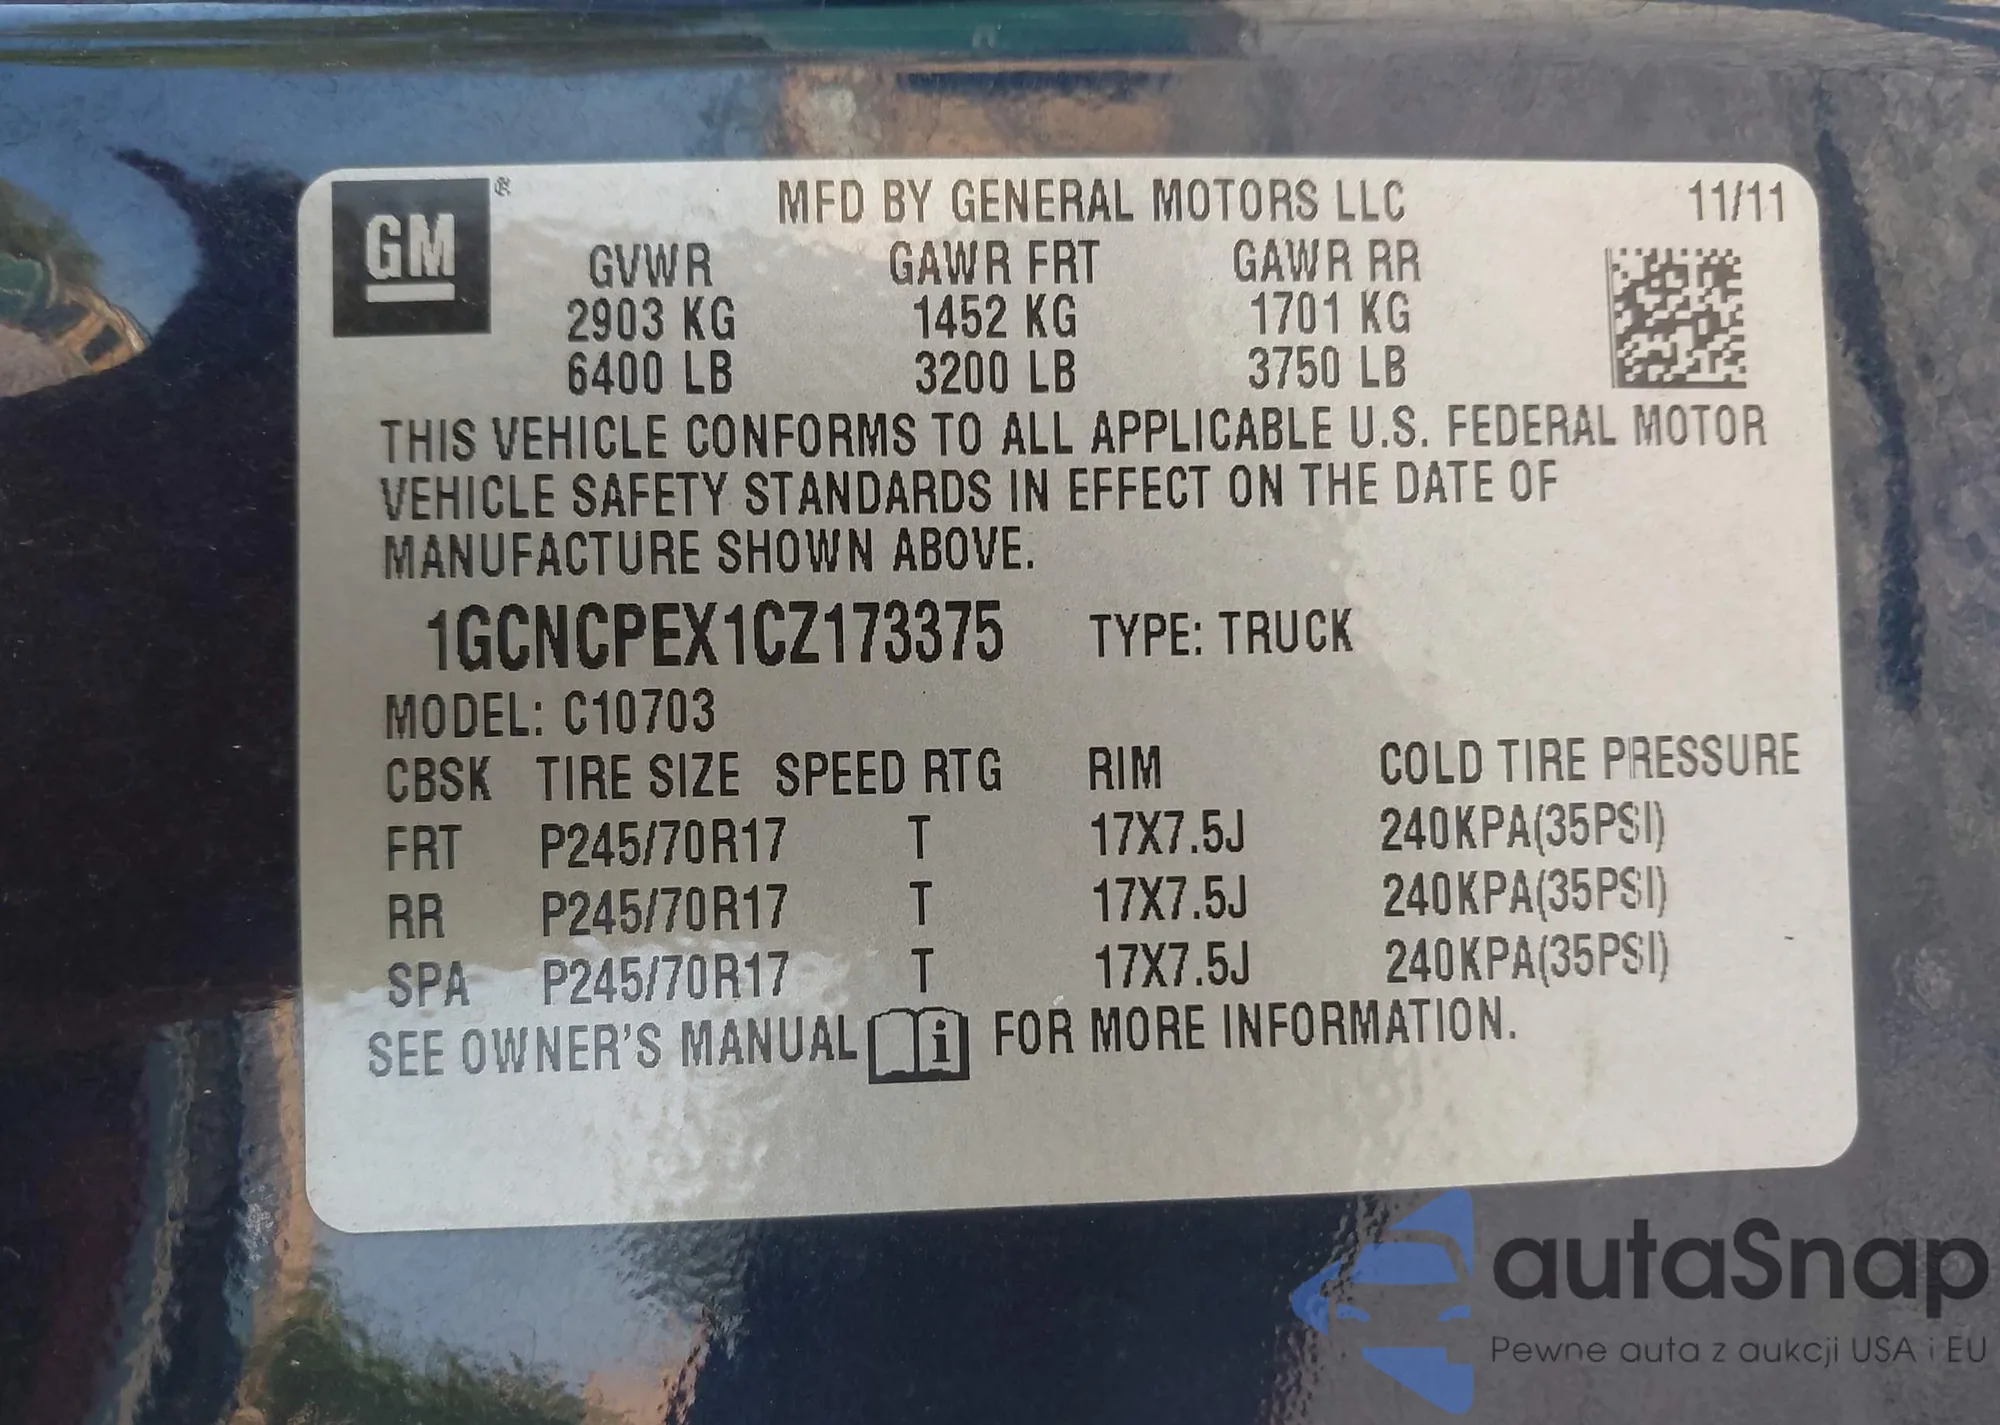 GM ®
MFD BY GENERAL MOTORS LLC 11/11
GVWR GAWR FRT GAWR RR
2903 KG 1452 KG 1701 KG
6400 LB 3200 LB 3750 LB
THIS VEHICLE CONFORMS TO ALL APPLICABLE U.S. FEDERAL MOTOR
VEHICLE SAFETY STANDARDS IN EFFECT ON THE DATE OF
MANUFACTURE SHOWN ABOVE.
1GCNCPEX1CZ173375 TYPE: TRUCK
MODEL: C10703
CBSK TIRE SIZE SPEED RTG RIM COLD TIRE PRESSURE
FRT P245/70R17 T 17X7.5J 240KPA(35PSI)
RR P245/70R17 T 17X7.5J 240KPA(35PSI)
SPA P245/70R17 T 17X7.5J 240KPA(35PSI)
SEE OWNER'S MANUAL i FOR MORE INFORMATION.
autaSnap
Pewne auta z aukcji USA i EU